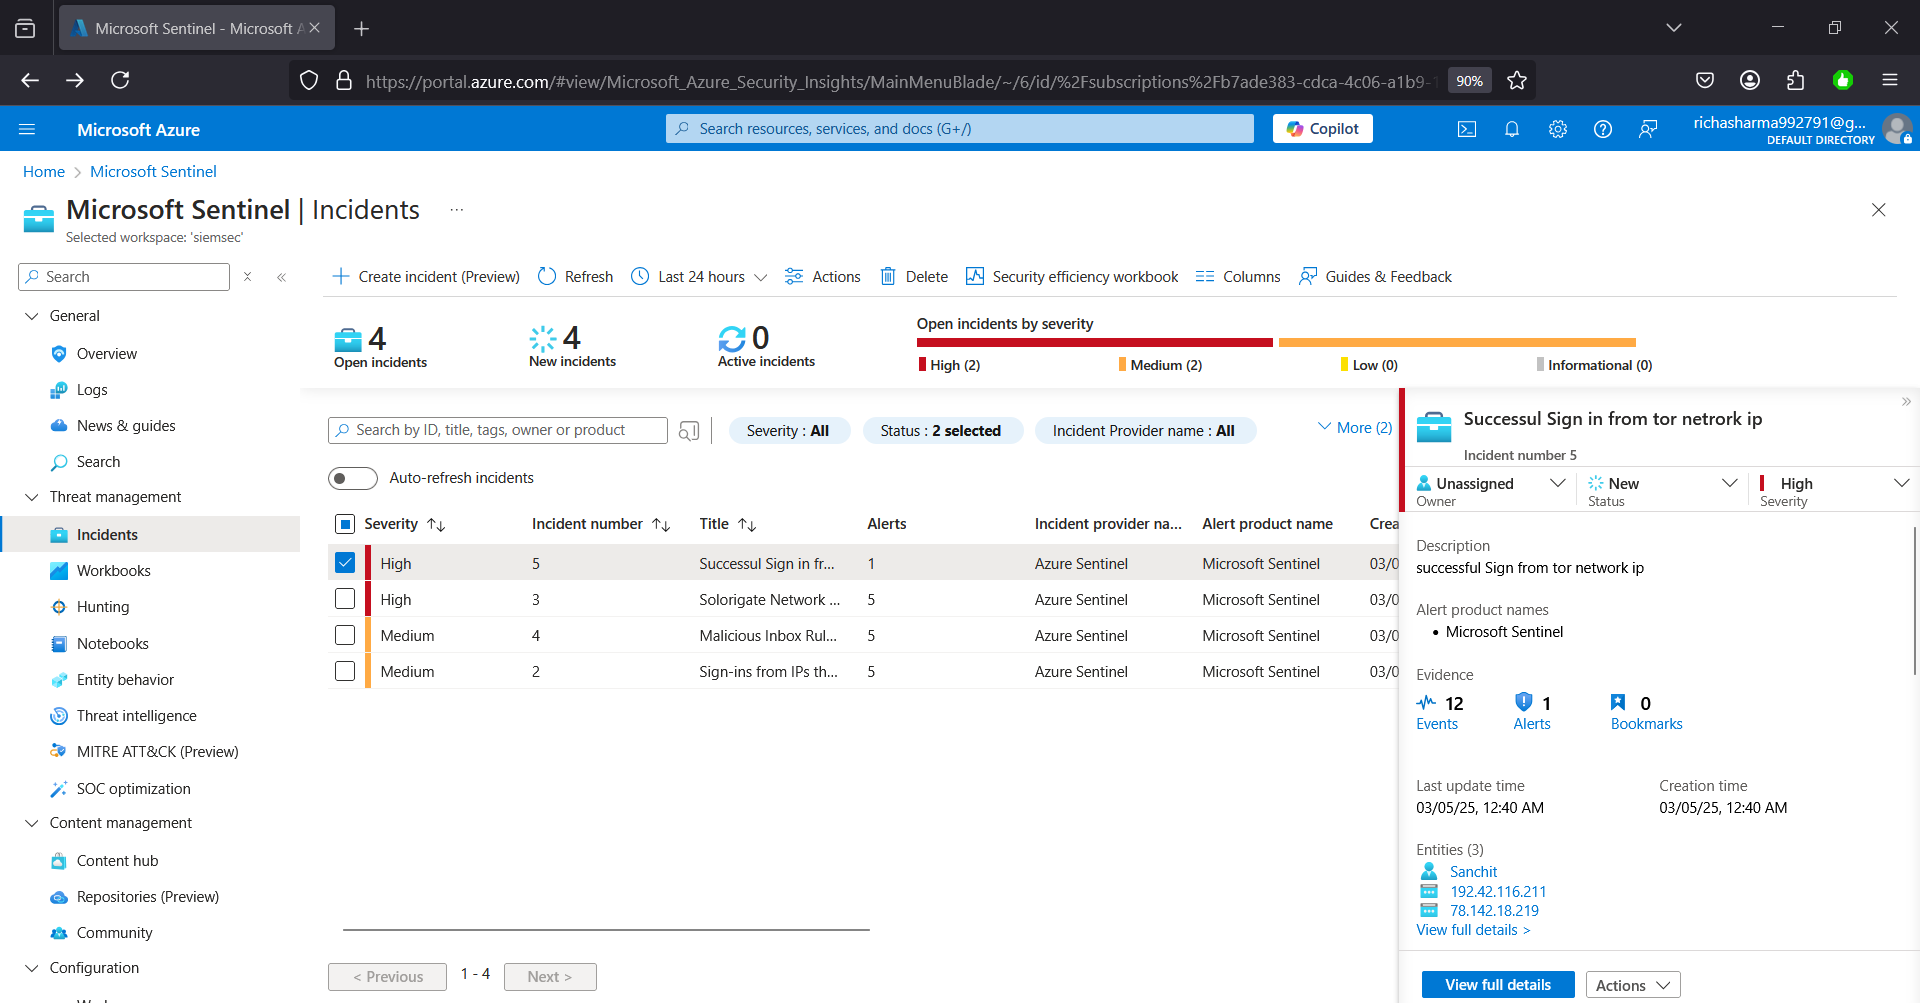 Microsoft Sentinel - Microsoft A
https://portal.azure.com/#view/Microsoft_Azure_Security_Insights/MainMenuBlade/~/6/id/%2Fsubscriptions%2Fb7ade383-cdca-4c06-a1b9-1
90%
Microsoft Azure
Search resources, services, and docs (G+/)
Copilot
richasharma992791@g...
DEFAULT DIRECTORY
Home > Microsoft Sentinel
Microsoft Sentinel | Incidents ...
Selected workspace: 'siemsec'
Search
General
Overview
Logs
News & guides
Search
Threat management
Incidents
Workbooks
Hunting
Notebooks
Entity behavior
Threat intelligence
MITRE ATT&CK (Preview)
SOC optimization
Content management
Content hub
Repositories (Preview)
Community
Configuration
Create incident (Preview) Refresh Last 24 hours Actions Delete Security efficiency workbook Columns Guides & Feedback
4
Open incidents
4
New incidents
0
Active incidents
Open incidents by severity
High (2) Medium (2) Low (0) Informational (0)
Search by ID, title, tags, owner or product
Severity : All Status : 2 selected Incident Provider name : All More (2)
Auto-refresh incidents
Severity Incident number Title Alerts Incident provider na... Alert product name Crea
High 5 Successul Sign in fr... 1 Azure Sentinel Microsoft Sentinel 03/0
High 3 Solorigate Network ... 5 Azure Sentinel Microsoft Sentinel 03/0
Medium 4 Malicious Inbox Rul... 5 Azure Sentinel Microsoft Sentinel 03/0
Medium 2 Sign-ins from IPs th... 5 Azure Sentinel Microsoft Sentinel 03/0
< Previous 1 - 4 Next >
Successul Sign in from tor netrork ip
Incident number 5
Unassigned New High
Owner Status Severity
Description
successful Sign from tor network ip
Alert product names
• Microsoft Sentinel
Evidence
12 1 0
Events Alerts Bookmarks
Last update time Creation time
03/05/25, 12:40 AM 03/05/25, 12:40 AM
Entities (3)
Sanchit
192.42.116.211
78.142.18.219
View full details >
View full details Actions